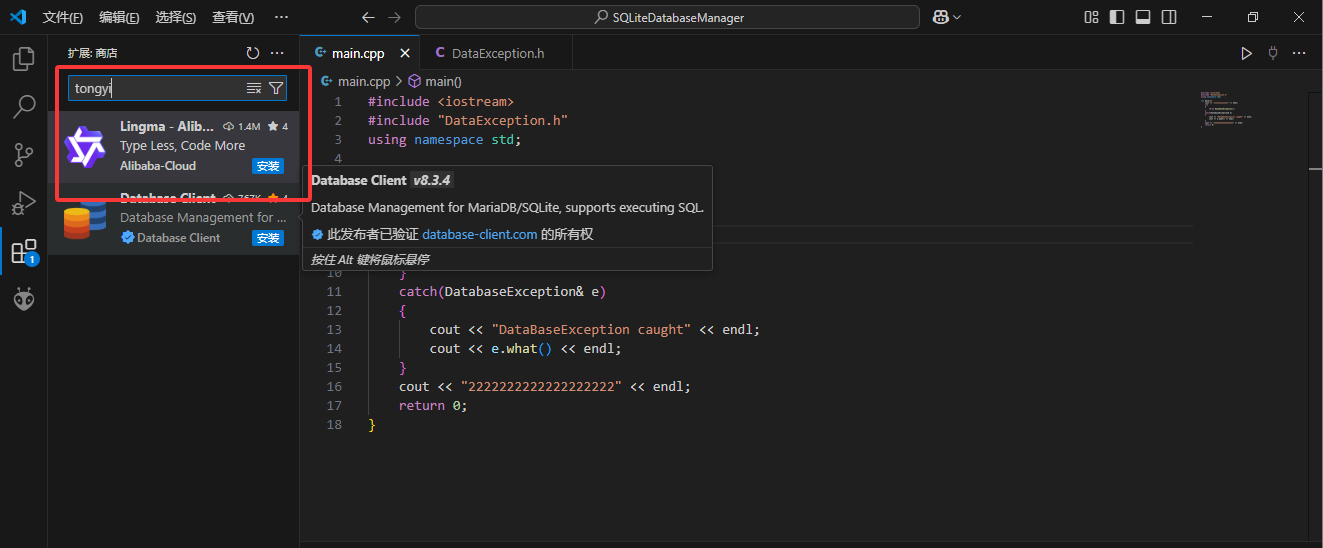 文件(F) 编辑(E) 选择(S) 查看(V) ··· SQLiteDatabaseManager
扩展: 商店
tongyi
Lingma - Alib... 1.4M 4
Type Less, Code More
Alibaba-Cloud 安装
Database Client 767K 4
Database Management for ...
Database Client 安装
1
main.cpp DataException.h
main.cpp > main()
1 #include <iostream>
2 #include "DataException.h"
3 using namespace std;
4
Database Client v8.3.4
Database Management for MariaDB/SQLite, supports executing SQL.
此发布者已验证 database-client.com 的所有权
按住 Alt 键将鼠标悬停
10 }
11 catch(DatabaseException& e)
12 {
13 cout << "DataBaseException caught" << endl;
14 cout << e.what() << endl;
15 }
16 cout << "2222222222222222222" << endl;
17 return 0;
18 }